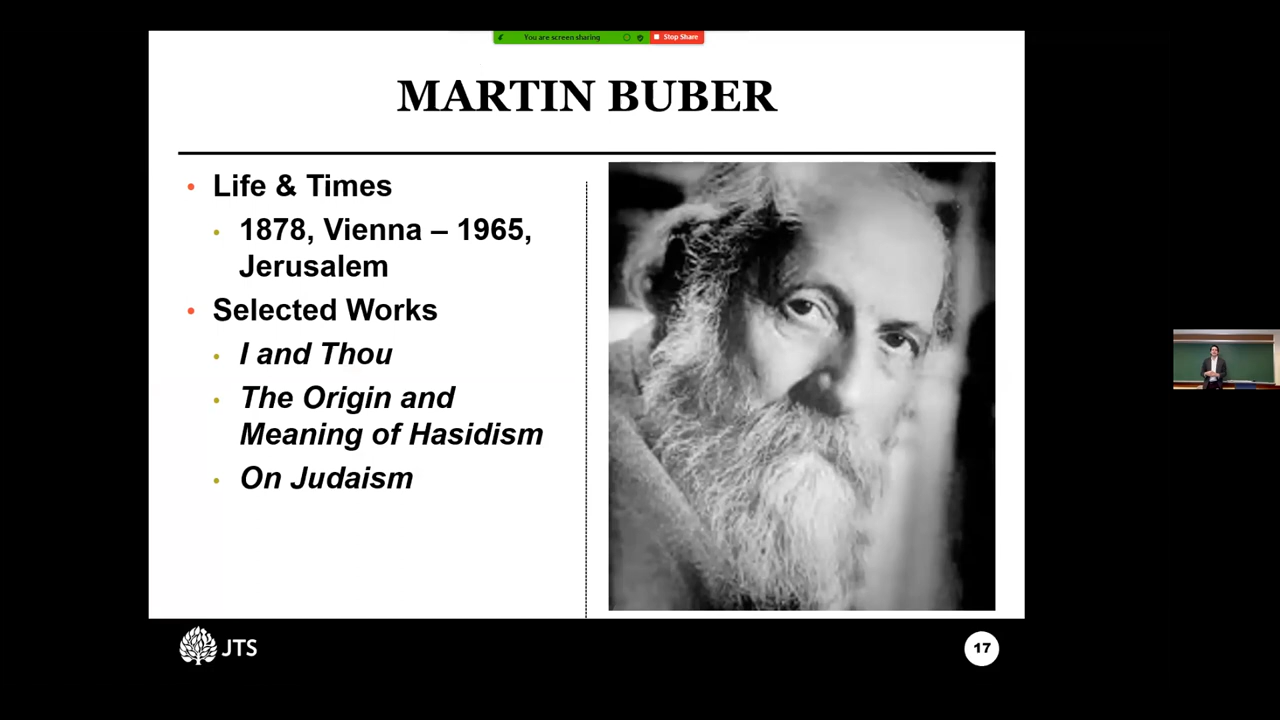 You are screen sharing
Stop Share
MARTIN BUBER
• Life & Times
• 1878, Vienna – 1965,
Jerusalem
• Selected Works
• I and Thou
• The Origin and
Meaning of Hasidism
• On Judaism
JTS
17